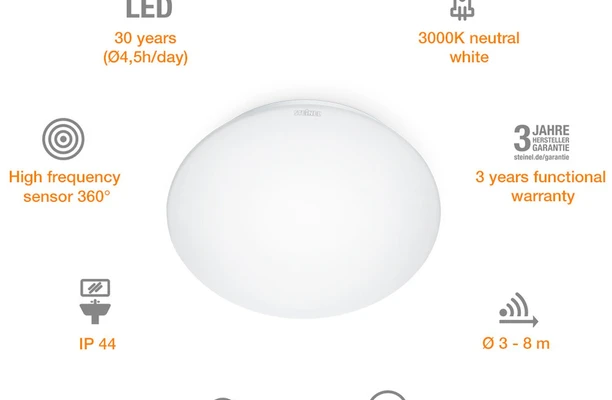 LED
30 years
(Ø4,5h/day)
3000K neutral
white
STEINEL
High frequency
sensor 360°
3 JAHRE
HERSTELLER
GARANTIE
steinel.de/garantie
3 years functional
warranty
IP 44
Ø 3 - 8 m